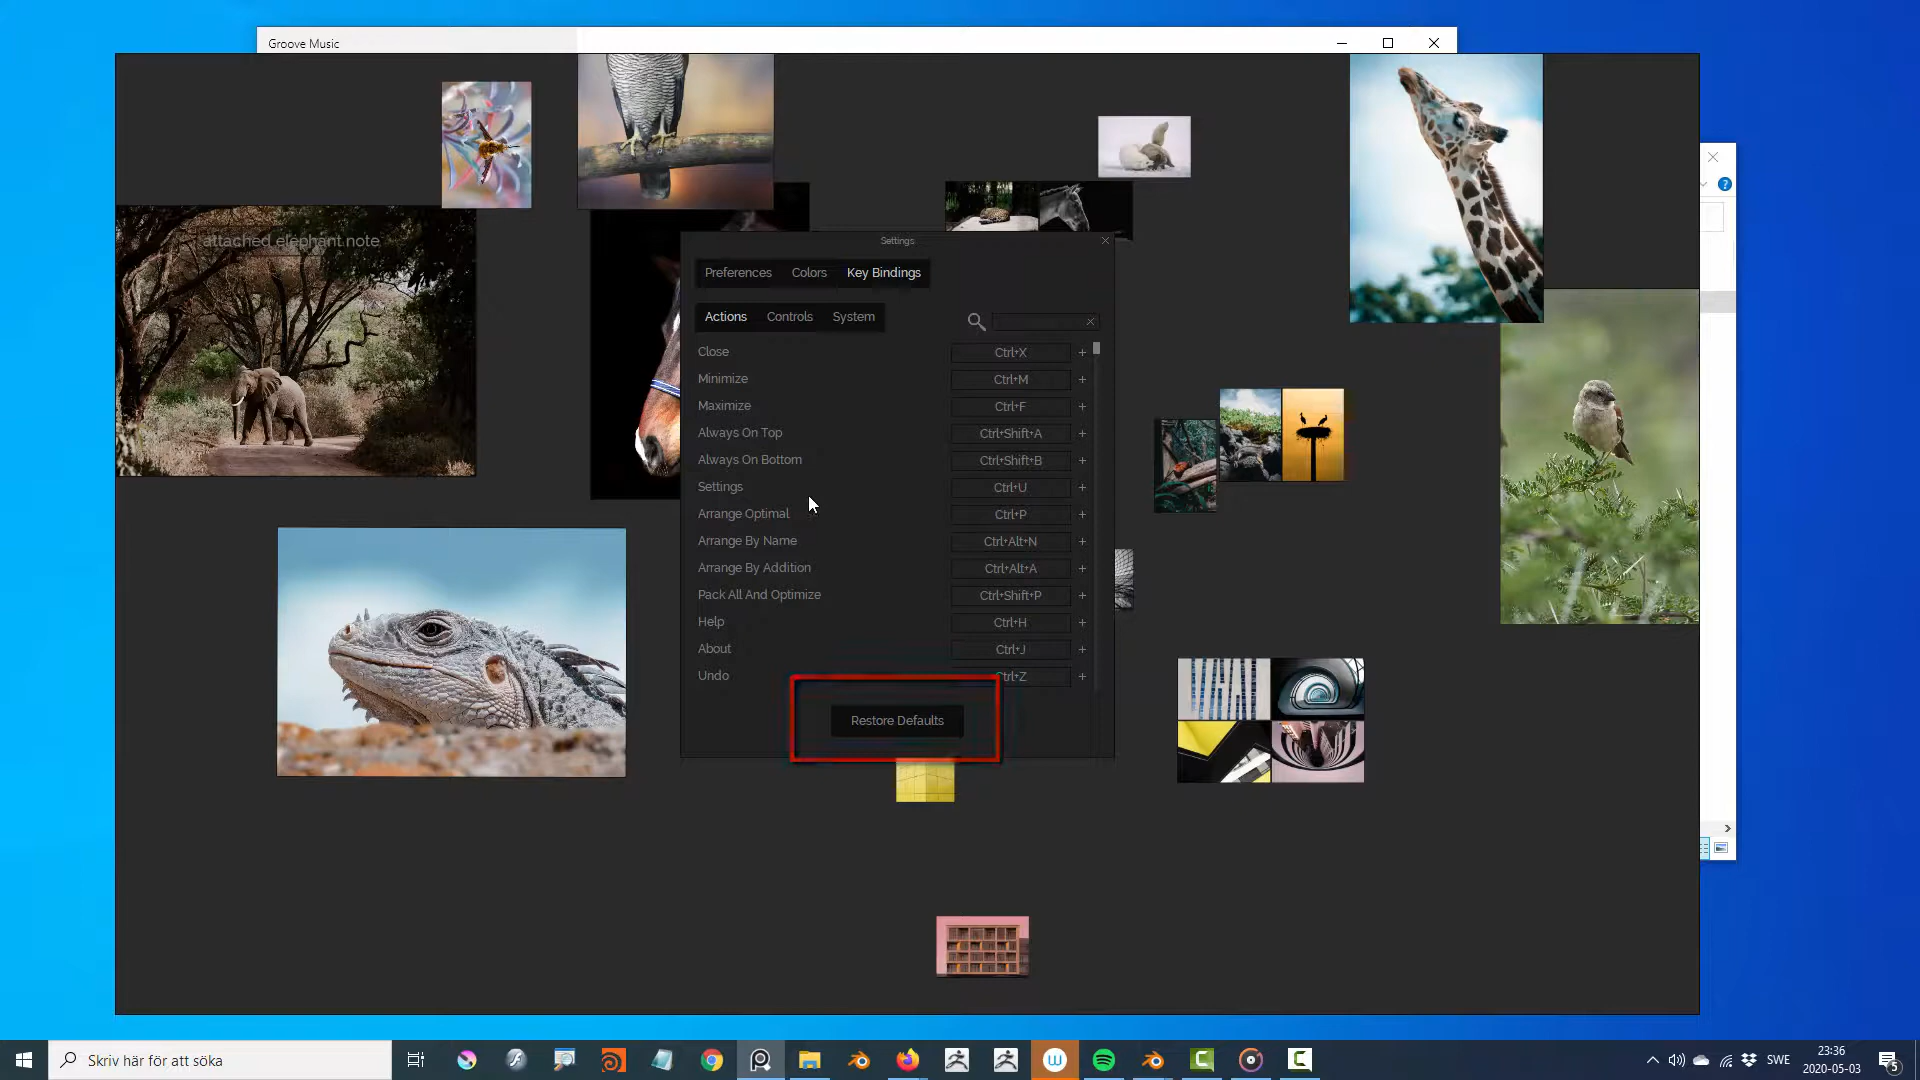 Groove Music
attached elephant note
Settings
Preferences Colors Key Bindings
Actions Controls System
Close Ctrl+X +
Minimize Ctrl+M +
Maximize Ctrl+F +
Always On Top Ctrl+Shift+A +
Always On Bottom Ctrl+Shift+B +
Settings Ctrl+U +
Arrange Optimal Ctrl+P +
Arrange By Name Ctrl+Alt+N +
Arrange By Addition Ctrl+Alt+A +
Pack All And Optimize Ctrl+Shift+P +
Help Ctrl+H +
About Ctrl+J +
Undo Ctrl+Z +
Restore Defaults
Skriv här för att söka
SWE
23:36
2020-05-03
5